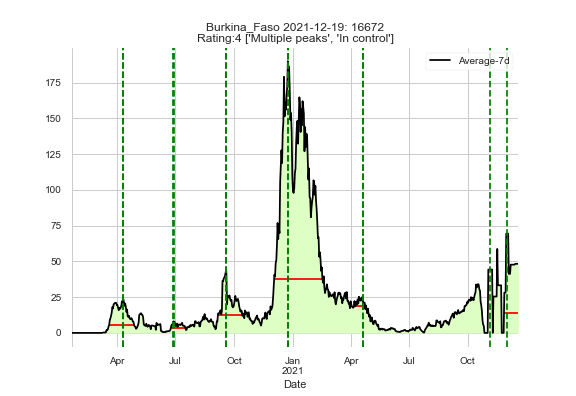 Burkina_Faso 2021-12-19: 16672
Rating:4 ['Multiple peaks', 'In control']
Average-7d
175
150
125
100
75
50
25
0
Apr Jul Oct Jan Apr Jul Oct
2021
Date